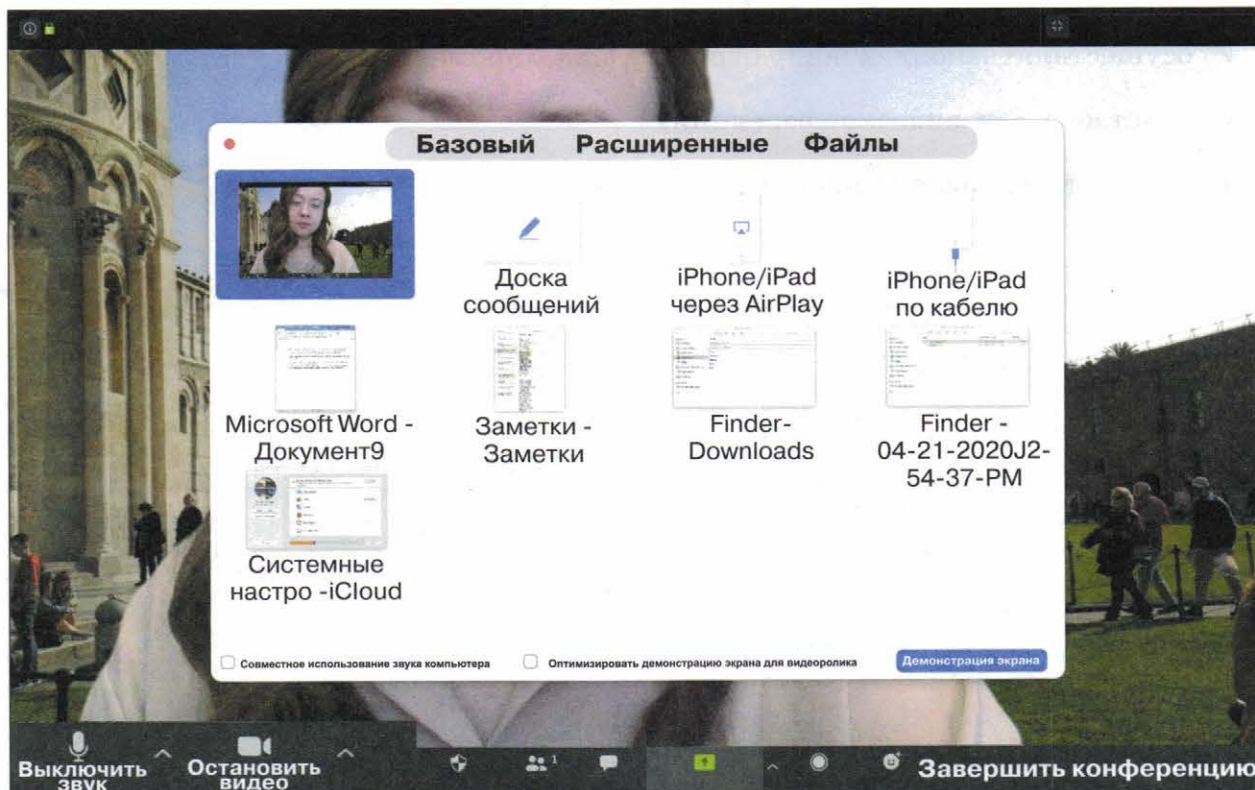 Базовый Расширенные Файлы
Доска
сообщений
iPhone/iPad
через AirPlay
iPhone/iPad
по кабелю
Microsoft Word -
Документ9
Заметки -
Заметки
Finder-
Downloads
Finder -
04-21-2020J2-
54-37-PM
Системные
настро -iCloud
Совместное использование звука компьютера
Оптимизировать демонстрацию экрана для видеоролика
Демонстрация экрана
Выключить
звук
Остановить
видео
1
Завершить конференцию